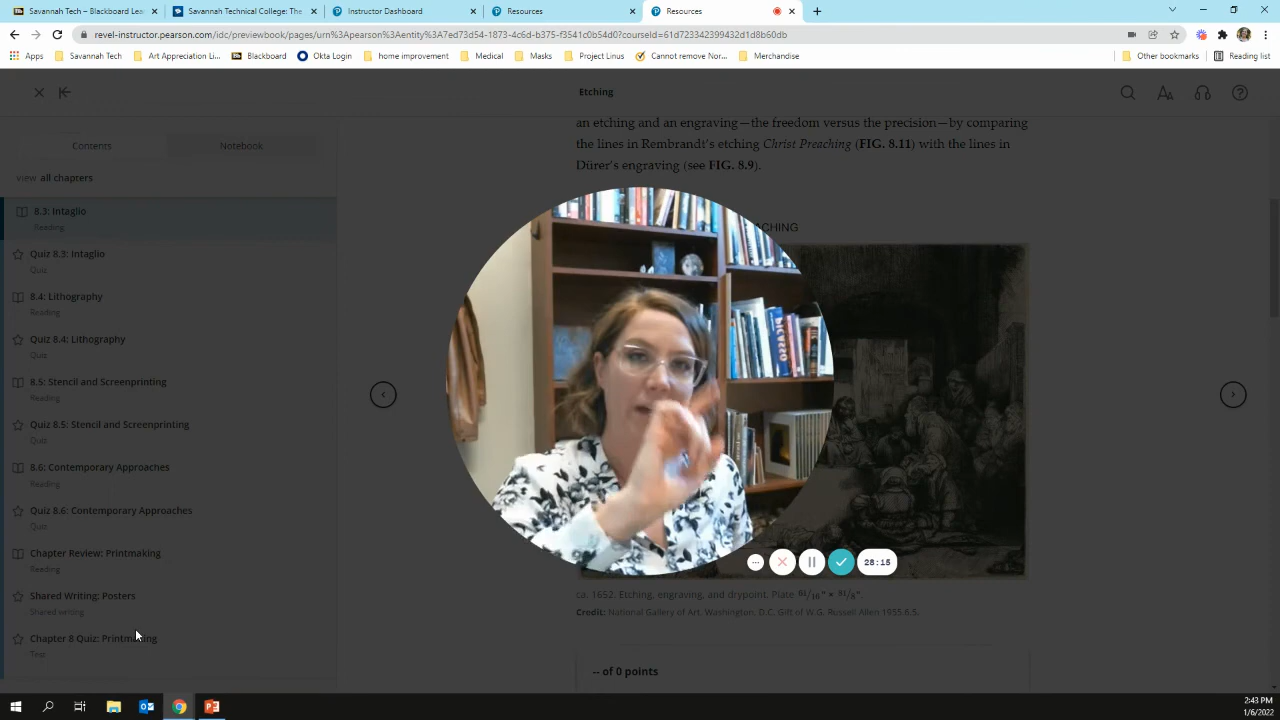 Savannah Tech – Blackboard Lea
Savannah Technical College: The
Instructor Dashboard
Resources
Resources
revel-instructor.pearson.com/idc/previewbook/pages/urn%3Apearson%3Aentity%3A7ed73d54-1873-4c6d-b375-f3541c0b54d0?courseId=61d723342399432d1d8b60db
Apps
Savannah Tech
Art Appreciation Li...
Blackboard
Okta Login
home improvement
Medical
Masks
Project Linus
Cannot remove Nor...
Merchandise
Other bookmarks
Reading list
Etching
Contents
Notebook
view all chapters
8.3: Intaglio
Reading
Quiz 8.3: Intaglio
Quiz
8.4: Lithography
Reading
Quiz 8.4: Lithography
Quiz
8.5: Stencil and Screenprinting
Reading
Quiz 8.5: Stencil and Screenprinting
Quiz
8.6: Contemporary Approaches
Reading
Quiz 8.6: Contemporary Approaches
Quiz
Chapter Review: Printmaking
Reading
Shared Writing: Posters
Shared writing
Chapter 8 Quiz: Printmaking
Test
an etching and an engraving—the freedom versus the precision—by comparing
the lines in Rembrandt's etching Christ Preaching (FIG. 8.11) with the lines in
Dürer's engraving (see FIG. 8.9).
ACHING
PICASSO
28:15
ca. 1652. Etching, engraving, and drypoint. Plate
Credit: National Gallery of Art, Washington, D.C. Gift of W.G. Russell Allen 1955.6.5.
-- of 0 points
2:43 PM
1/6/2022